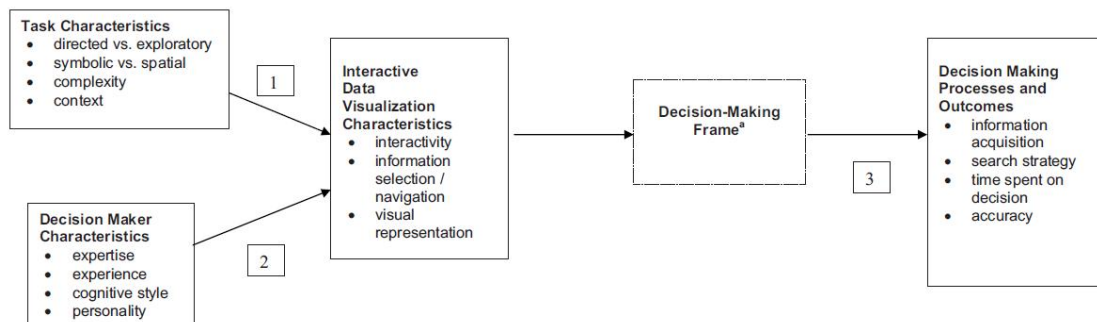 Task Characteristics
• directed vs. exploratory
• symbolic vs. spatial
• complexity
• context
1
Decision Maker
Characteristics
• expertise
• experience
• cognitive style
• personality
2
Interactive
Data
Visualization
Characteristics
• interactivity
• information
selection /
navigation
• visual
representation
Decision-Making
Frameᵃ
3
Decision Making
Processes and
Outcomes
• information
acquisition
• search strategy
• time spent on
decision
• accuracy